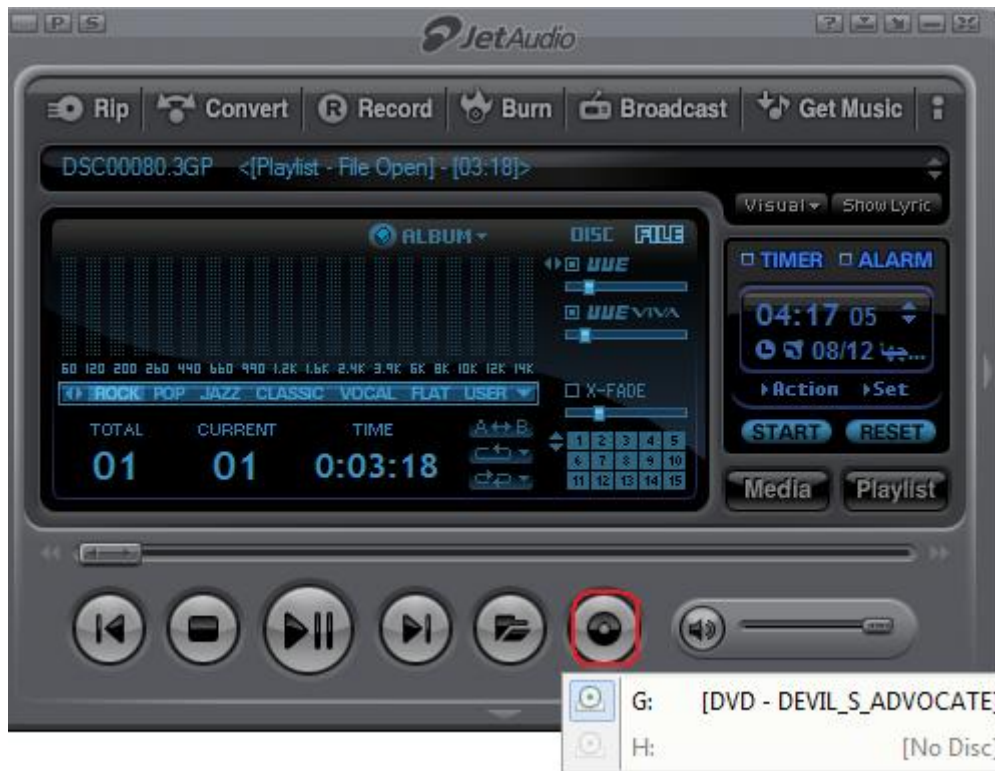 P S
JetAudio
?
Rip Convert R Record Burn Broadcast Get Music
DSC00080.3GP <[Playlist - File Open] - [03:18]>
Visual Show Lyric
ALBUM DISC FILE
UUE
UUE VIVA
TIMER ALARM
04:17 05
08/12
60 120 200 260 440 660 990 1.2K 1.6K 2.4K 3.9K 6K 8K 10K 12K 14K
ROCK POP JAZZ CLASSIC VOCAL FLAT USER
X-FADE
Action Set
TOTAL CURRENT TIME A B
START RESET
01 01 0:03:18
1 2 3 4 5
6 7 8 9 10
11 12 13 14 15
Media Playlist
G: [DVD - DEVIL_S_ADVOCATE]
H: [No Disc]